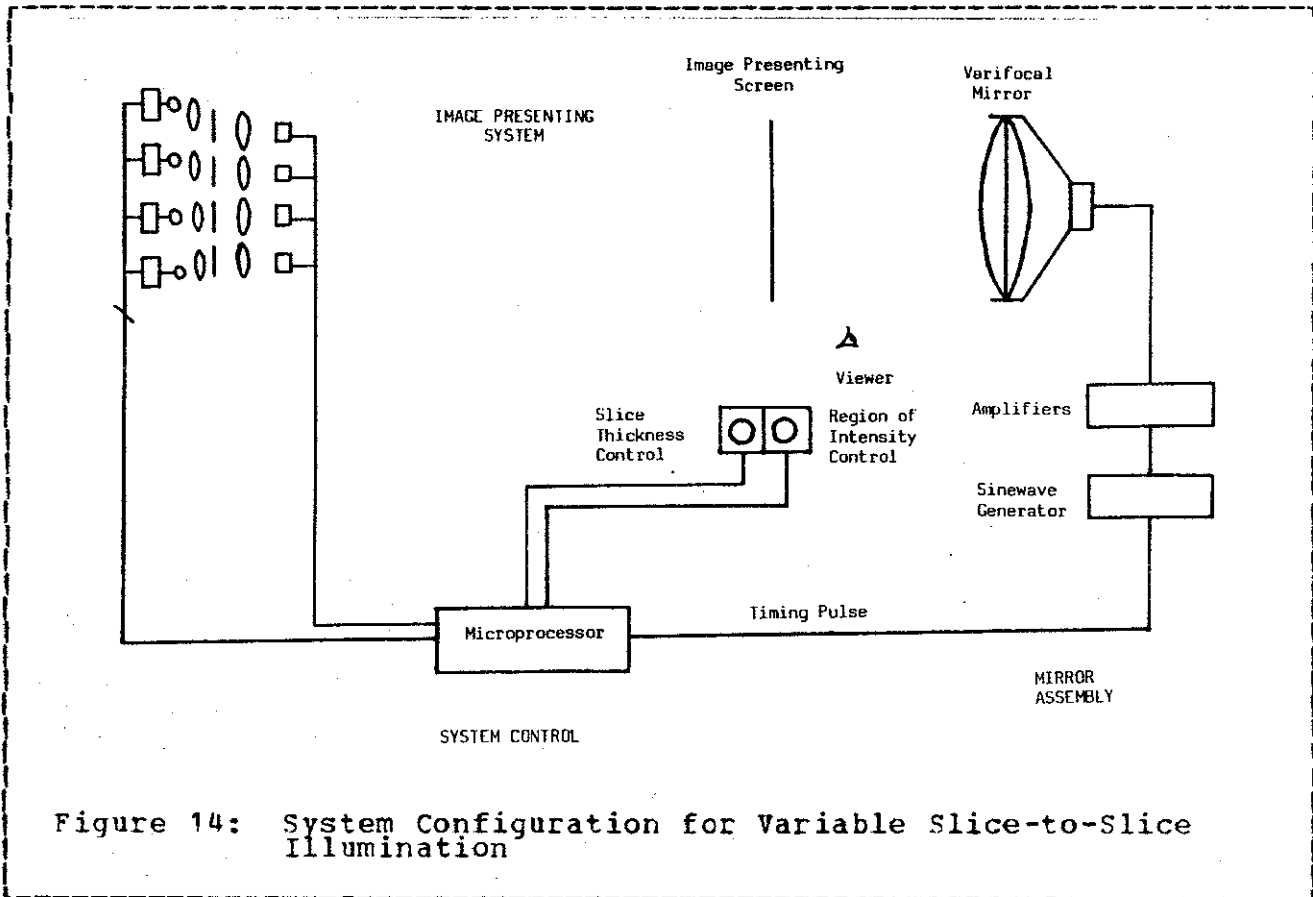 Image Presenting
Screen
Varifocal
Mirror
IMAGE PRESENTING
SYSTEM
Viewer
Slice
Thickness
Control
Region of
Intensity
Control
Amplifiers
Sinewave
Generator
Timing Pulse
Microprocessor
MIRROR
ASSEMBLY
SYSTEM CONTROL
Figure 14: System Configuration for Variable Slice-to-Slice
Illumination